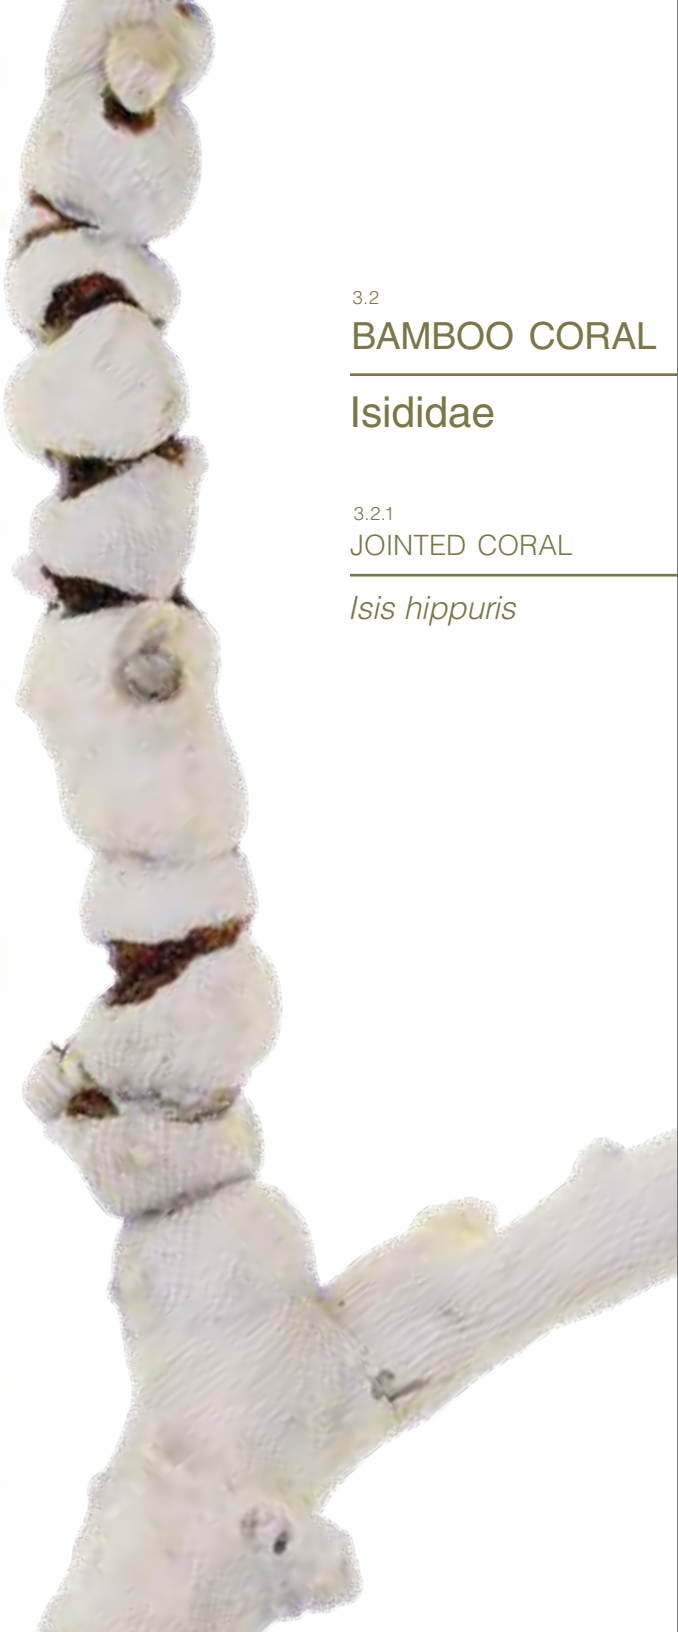 3.2
BAMBOO CORAL
Isididae
3.2.1
JOINTED CORAL
Isis hippuris